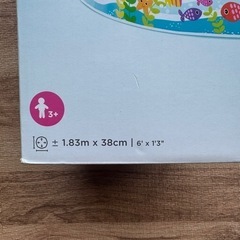 3+
± 1.83m x 38cm | 6' x 1'3"